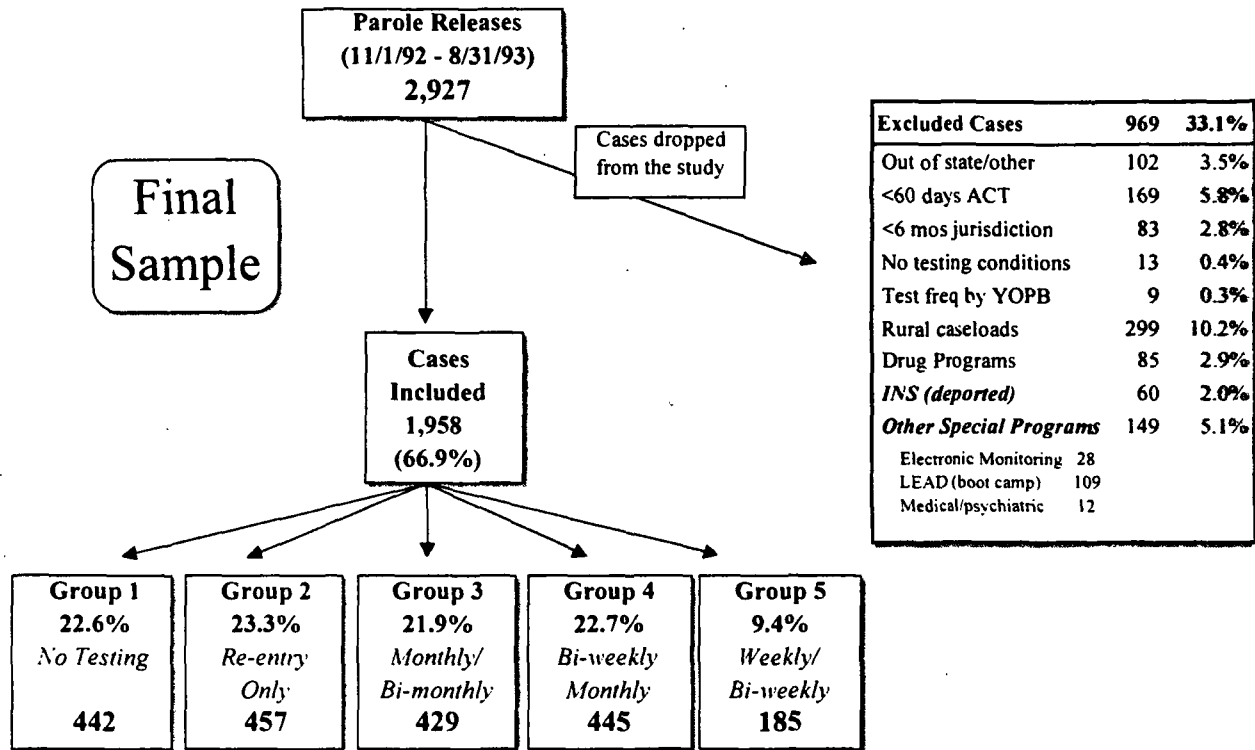 Parole Releases
(11/1/92 - 8/31/93)
2,927
Cases dropped
from the study
Final
Sample
Excluded Cases 969 33.1%
Out of state/other 102 3.5%
<60 days ACT 169 5.8%
<6 mos jurisdiction 83 2.8%
No testing conditions 13 0.4%
Test freq by YOPB 9 0.3%
Rural caseloads 299 10.2%
Drug Programs 85 2.9%
INS (deported) 60 2.0%
Other Special Programs 149 5.1%
Electronic Monitoring 28
LEAD (boot camp) 109
Medical/psychiatric 12
Cases
Included
1,958
(66.9%)
Group 1
22.6%
No Testing
442
Group 2
23.3%
Re-entry
Only
457
Group 3
21.9%
Monthly/
Bi-monthly
429
Group 4
22.7%
Bi-weekly
Monthly
445
Group 5
9.4%
Weekly/
Bi-weekly
185